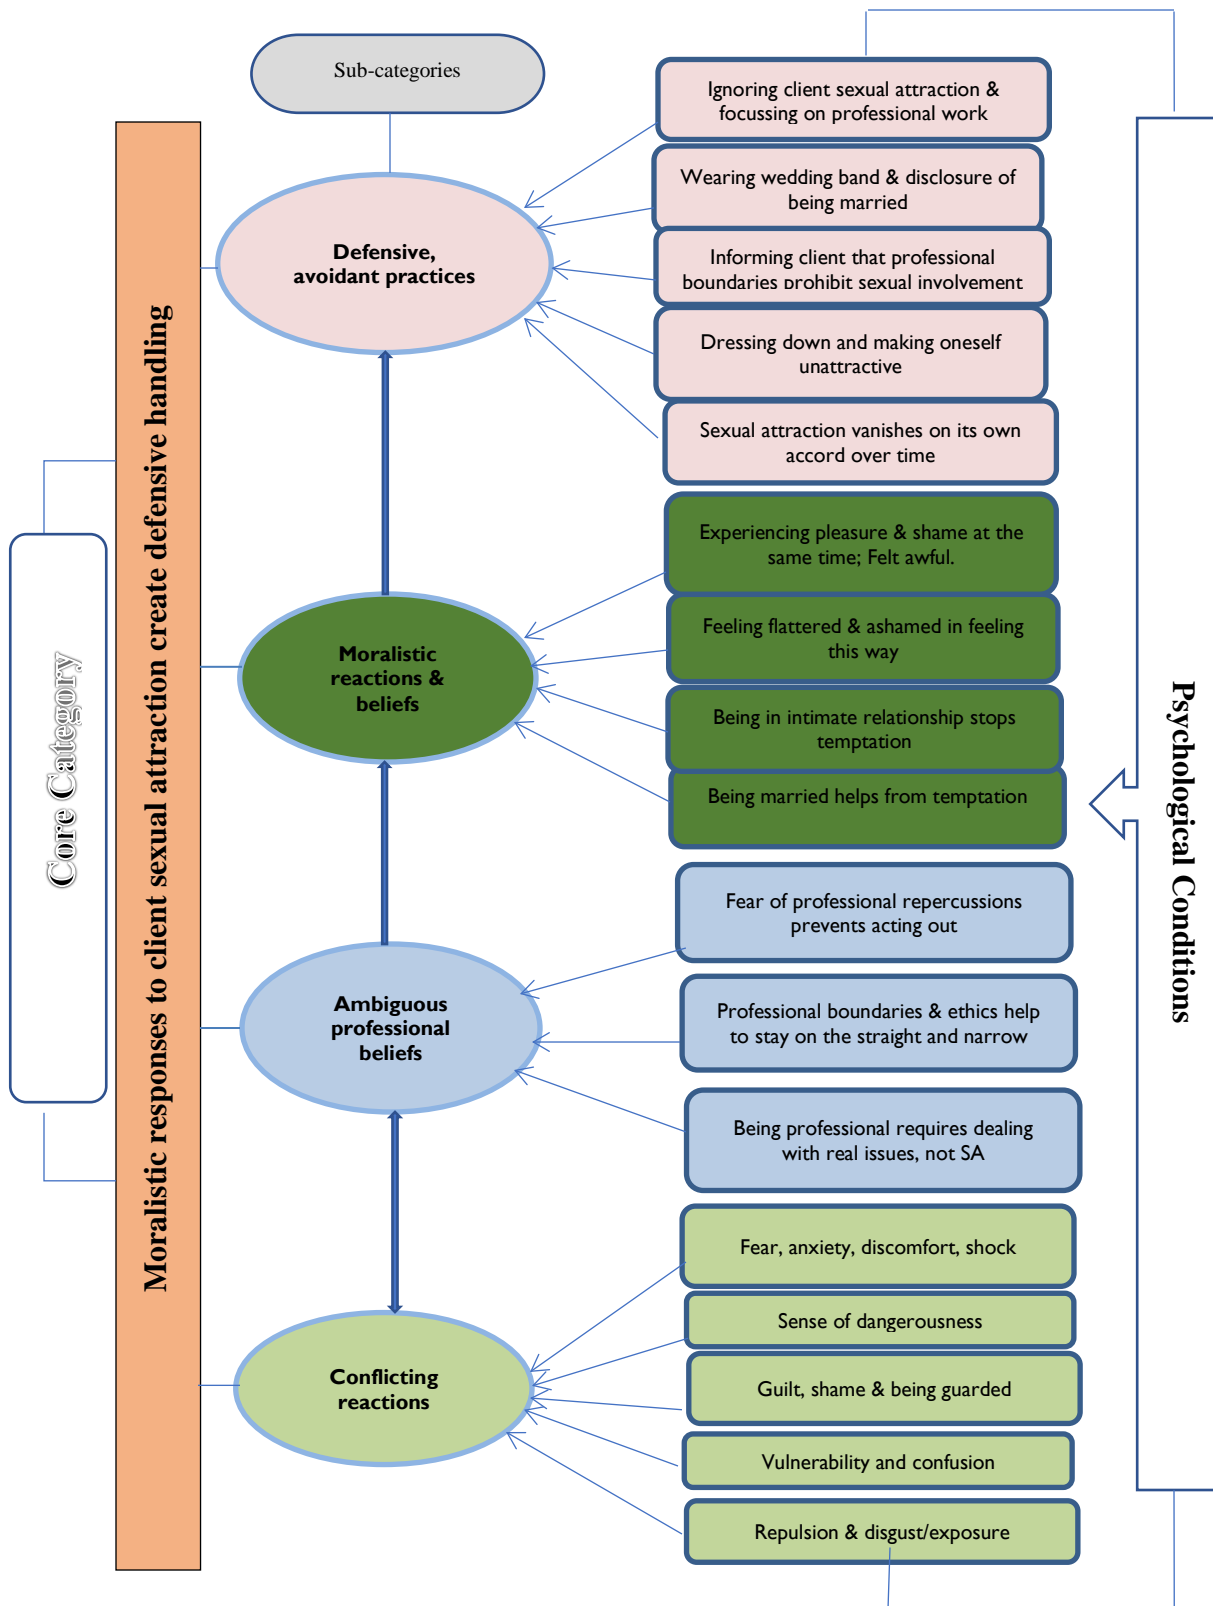 Sub-categories
Ignoring client sexual attraction &
focussing on professional work
Wearing wedding band & disclosure of
being married
Informing client that professional
boundaries prohibit sexual involvement
Dressing down and making oneself
unattractive
Sexual attraction vanishes on its own
accord over time
Defensive,
avoidant practices
Experiencing pleasure & shame at the
same time; Felt awful.
Feeling flattered & ashamed in feeling
this way
Being in intimate relationship stops
temptation
Being married helps from temptation
Moralistic
reactions &
beliefs
Fear of professional repercussions
prevents acting out
Professional boundaries & ethics help
to stay on the straight and narrow
Being professional requires dealing
with real issues, not SA
Ambiguous
professional
beliefs
Fear, anxiety, discomfort, shock
Sense of dangerousness
Guilt, shame & being guarded
Vulnerability and confusion
Repulsion & disgust/exposure
Conflicting
reactions
Core Category
Moralistic responses to client sexual attraction create defensive handling
Psychological Conditions